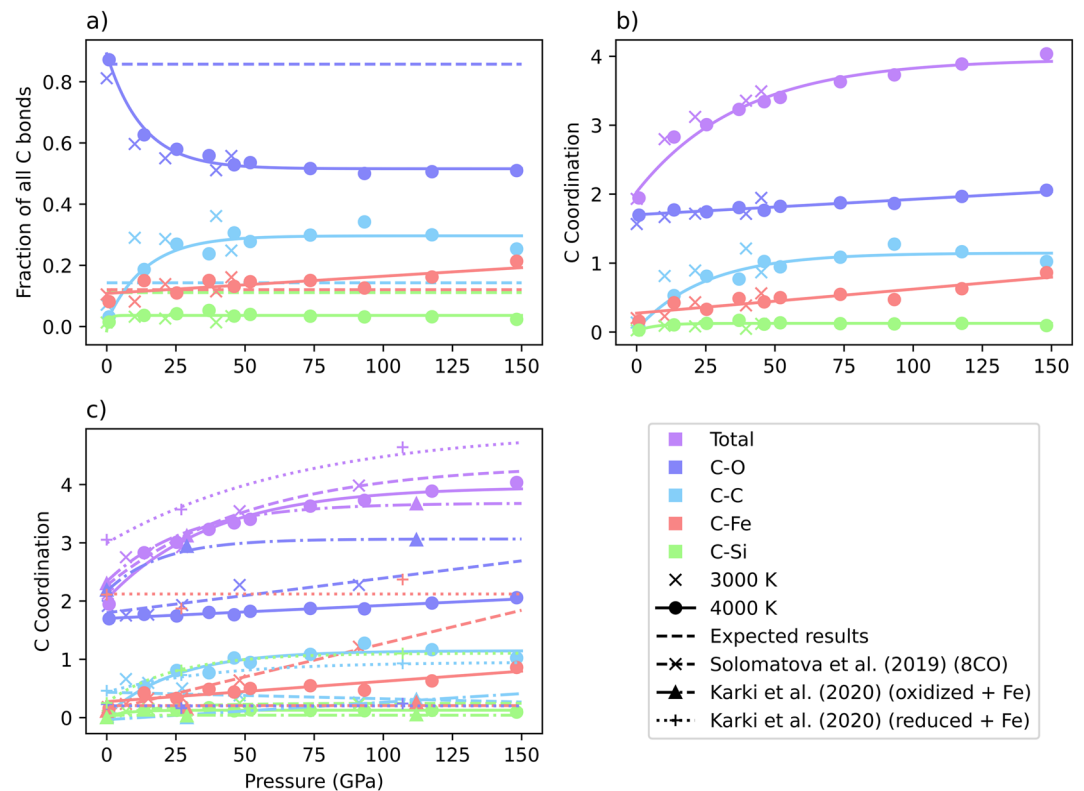 a)
Fraction of all C bonds
0.8
0.6
0.4
0.2
0.0
0 25 50 75 100 125 150
b)
C Coordination
4
3
2
1
0
0 25 50 75 100 125 150
c)
C Coordination
4
3
2
1
0
0 25 50 75 100 125 150
Pressure (GPa)
Total
C-O
C-C
C-Fe
C-Si
3000 K
4000 K
Expected results
Solomatova et al. (2019) (8CO)
Karki et al. (2020) (oxidized + Fe)
Karki et al. (2020) (reduced + Fe)